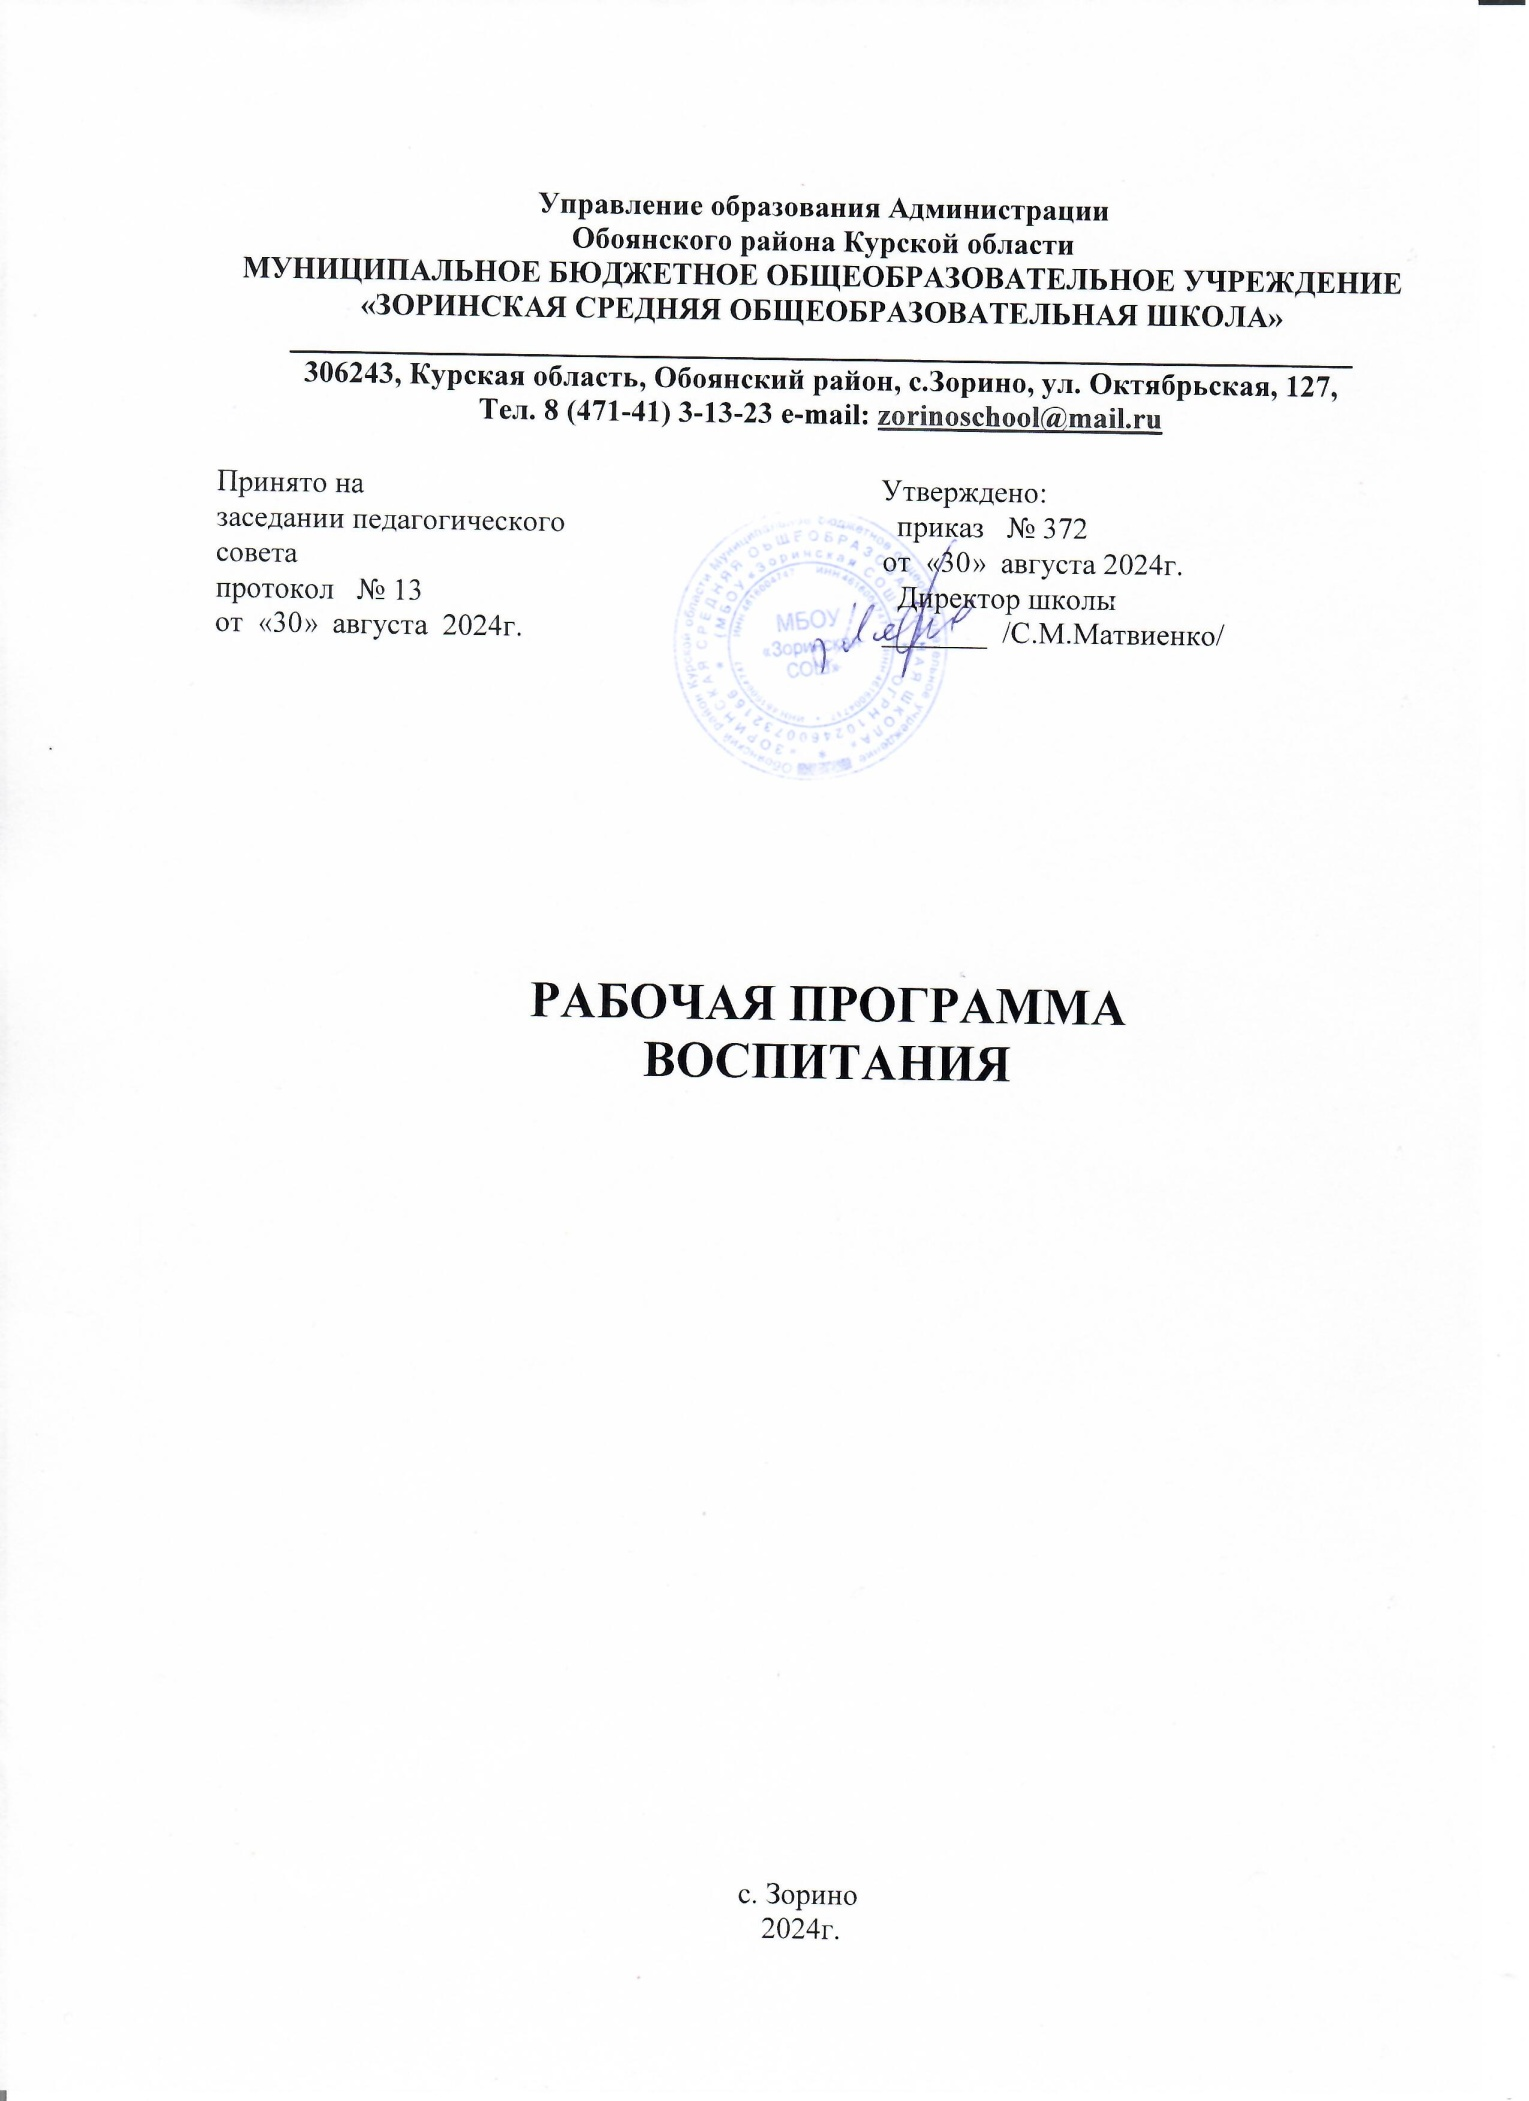 Управление образования Администрации
Обоянского района Курской области
МУНИЦИПАЛЬНОЕ БЮДЖЕТНОЕ ОБЩЕОБРАЗОВАТЕЛЬНОЕ УЧРЕЖДЕНИЕ
«ЗОРИНСКАЯ СРЕДНЯЯ ОБЩЕОБРАЗОВАТЕЛЬНАЯ ШКОЛА»
306243, Курская область, Обоянский район, с.Зорино, ул. Октябрьская, 127,
Тел. 8 (471-41) 3-13-23 e-mail: zorinoschool@mail.ru
Принято на
заседании педагогического
совета
протокол № 13
от «30» августа 2024г.
Утверждено:
приказ № 372
от «30» августа 2024г.
Директор школы
/С.М.Матвиенко/
МБОУ
СОШ»
РАБОЧАЯ ПРОГРАММА
ВОСПИТАНИЯ
с. Зорино
2024г.